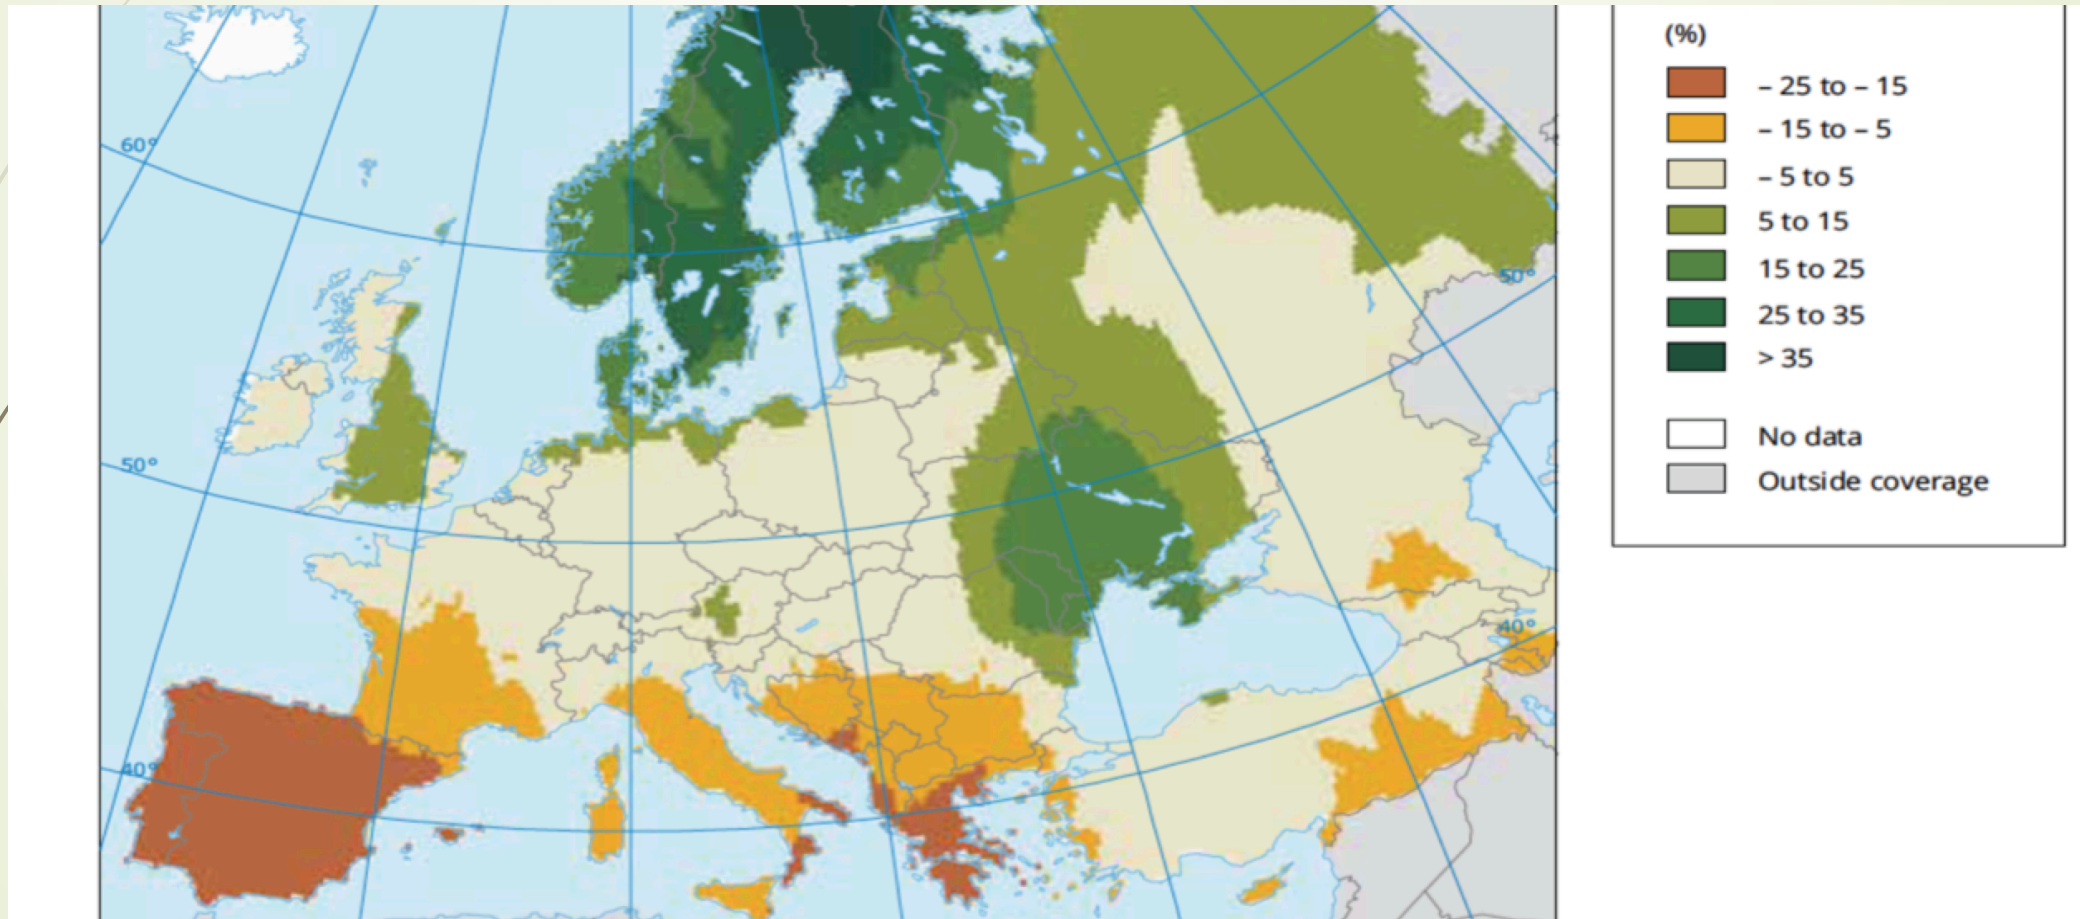 (%)
– 25 to – 15
– 15 to – 5
– 5 to 5
5 to 15
15 to 25
25 to 35
> 35
No data
Outside coverage
60°
50°
50°
40°
40°